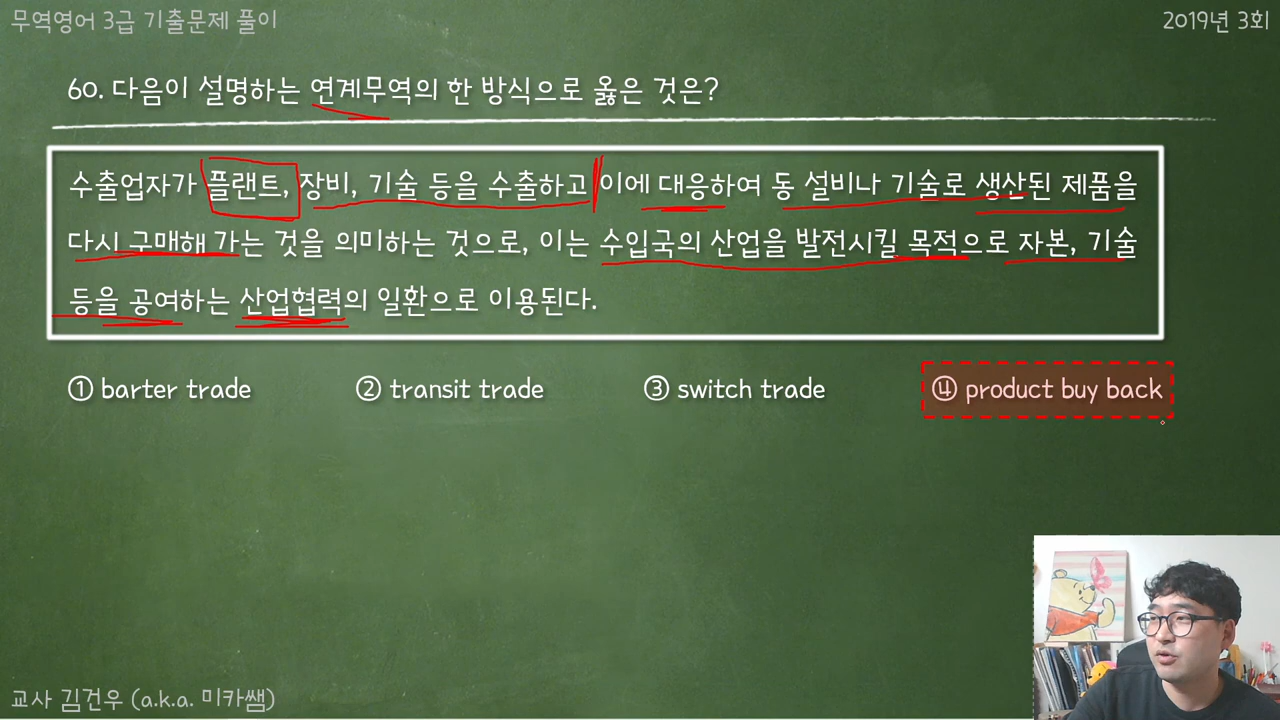 무역영어 3급 기출문제 풀이
2019년 3회
60. 다음이 설명하는 연계무역의 한 방식으로 옳은 것은?
수출업자가 플랜트, 장비, 기술 등을 수출하고 이에 대응하여 동 설비나 기술로 생산된 제품을
다시 구매해 가는 것을 의미하는 것으로, 이는 수입국의 산업을 발전시킬 목적으로 자본, 기술
등을 공여하는 산업협력의 일환으로 이용된다.
① barter trade ② transit trade ③ switch trade ④ product buy back
교사 김건우 (a.k.a. 미카쌤)